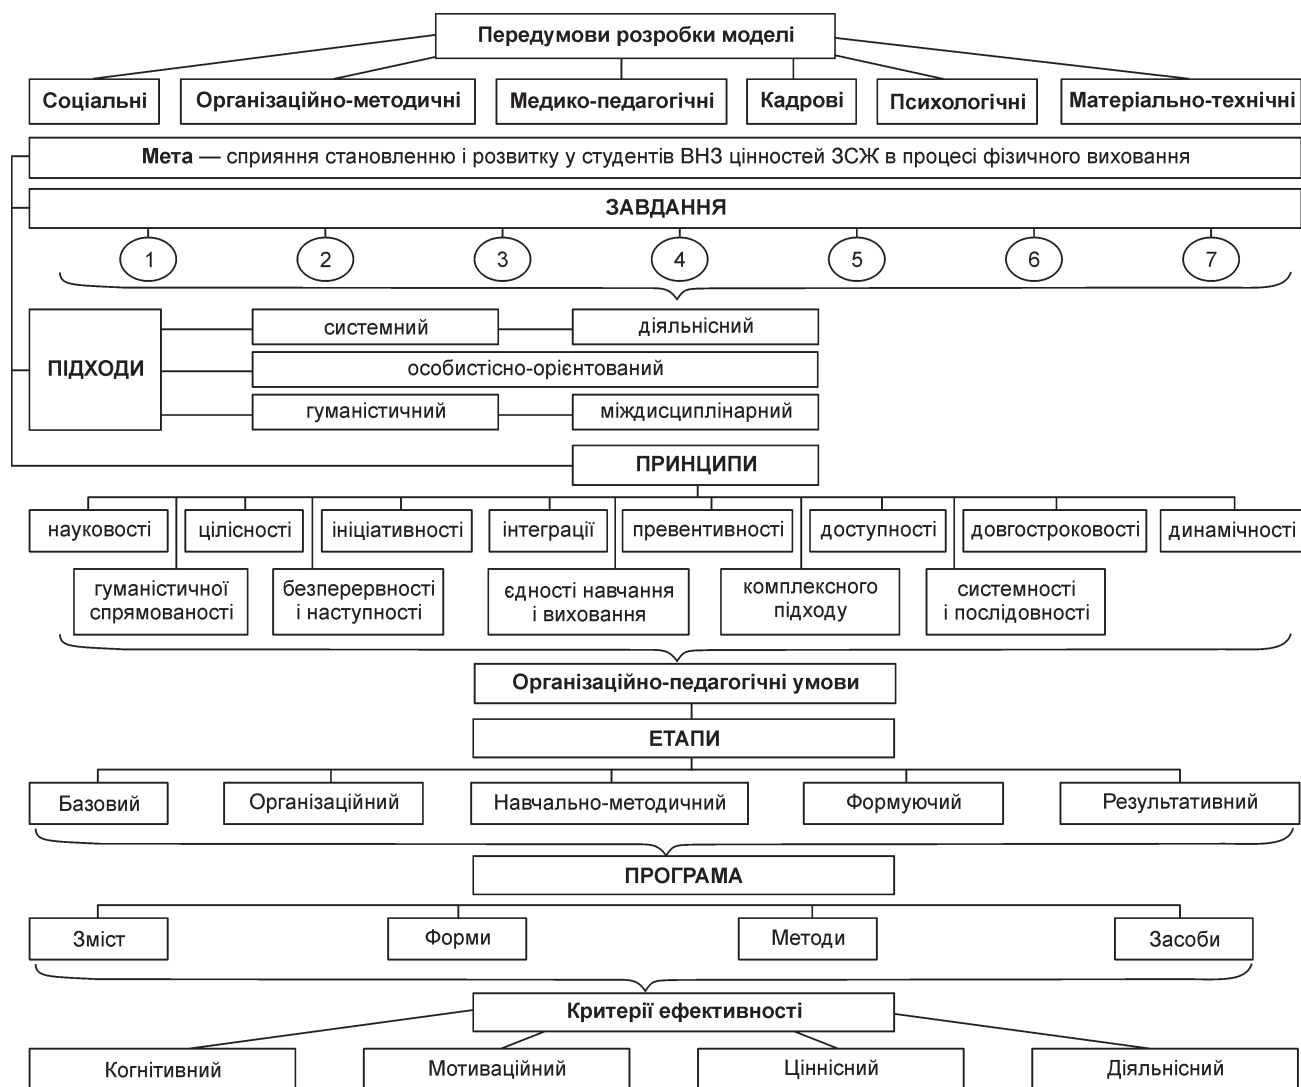 Передумови розробки моделі
Соціальні
Організаційно-методичні
Медико-педагогічні
Кадрові
Психологічні
Матеріально-технічні
Мета — сприяння становленню і розвитку у студентів ВНЗ цінностей ЗСЖ в процесі фізичного виховання
ЗАВДАННЯ
1
2
3
4
5
6
7
ПІДХОДИ
системний
діяльнісний
особистісно-орієнтований
гуманістичний
міждисциплінарний
ПРИНЦИПИ
науковості
цілісності
ініціативності
інтеграції
превентивності
доступності
довгостроковості
динамічності
гуманістичної
спрямованості
безперервності
і наступності
єдності навчання
і виховання
комплексного
підходу
системності
і послідовності
Організаційно-педагогічні умови
ЕТАПИ
Базовий
Організаційний
Навчально-методичний
Формуючий
Результативний
ПРОГРАМА
Зміст
Форми
Методи
Засоби
Критерії ефективності
Когнітивний
Мотиваційний
Ціннісний
Діяльнісний